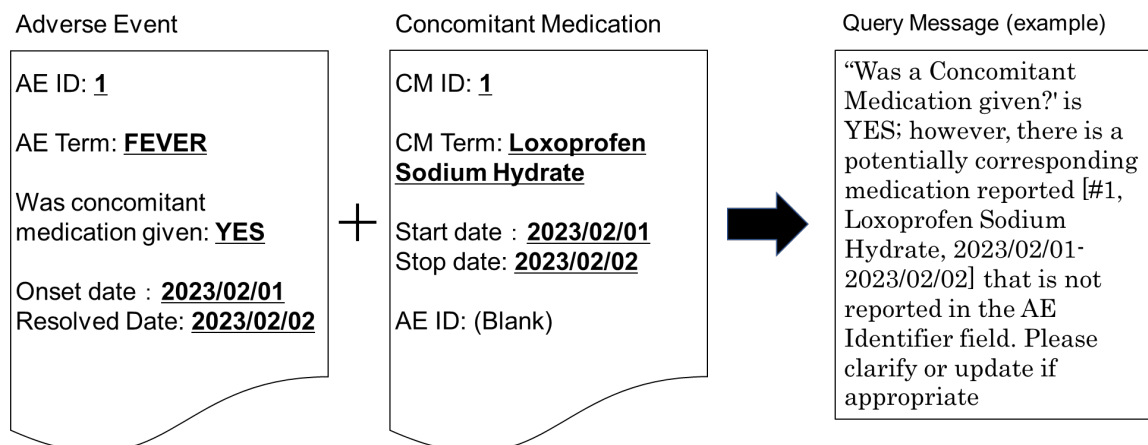 Adverse Event
AE ID: 1
AE Term: FEVER
Was concomitant
medication given: YES
Onset date : 2023/02/01
Resolved Date: 2023/02/02
+
Concomitant Medication
CM ID: 1
CM Term: Loxoprofen
Sodium Hydrate
Start date : 2023/02/01
Stop date: 2023/02/02
AE ID: (Blank)
Query Message (example)
“Was a Concomitant
Medication given?' is
YES; however, there is a
potentially corresponding
medication reported [#1,
Loxoprofen Sodium
Hydrate, 2023/02/01-
2023/02/02] that is not
reported in the AE
Identifier field. Please
clarify or update if
appropriate